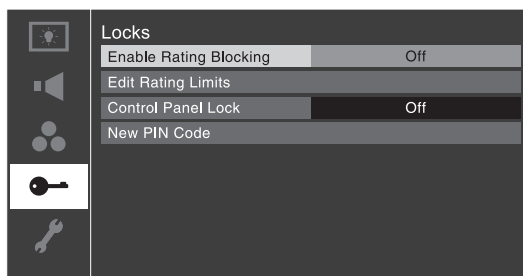 Locks
Enable Rating Blocking Off
Edit Rating Limits
Control Panel Lock Off
New PIN Code